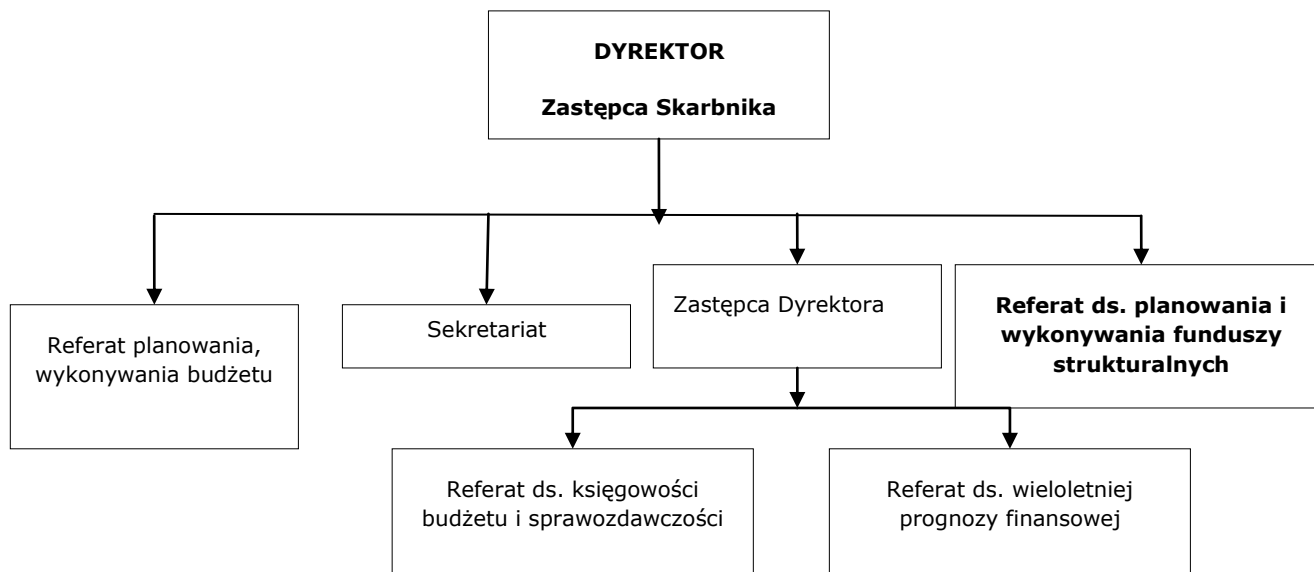 DYREKTOR
Zastępca Skarbnika
Referat planowania,
wykonywania budżetu
Sekretariat
Zastępca Dyrektora
Referat ds. planowania i
wykonywania funduszy
strukturalnych
Referat ds. księgowości
budżetu i sprawozdawczości
Referat ds. wieloletniej
prognozy finansowej